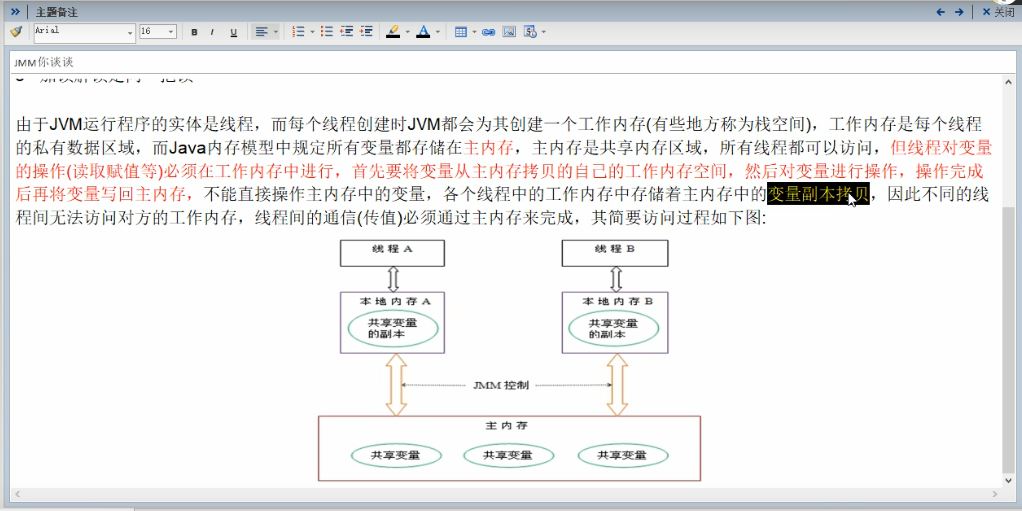 主题备注
关闭
Arial
16
B I U
JMM你谈谈
由于JVM运行程序的实体是线程，而每个线程创建时JVM都会为其创建一个工作内存(有些地方称为栈空间)，工作内存是每个线程
的私有数据区域，而Java内存模型中规定所有变量都存储在主内存，主内存是共享内存区域，所有线程都可以访问，但线程对变量
的操作(读取赋值等)必须在工作内存中进行，首先要将变量从主内存拷贝的自己的工作内存空间，然后对变量进行操作，操作完成
后再将变量写回主内存，不能直接操作主内存中的变量，各个线程中的工作内存中存储着主内存中的变量副本拷贝，因此不同的线
程间无法访问对方的工作内存，线程间的通信(传值)必须通过主内存来完成，其简要访问过程如下图:
线程 A
线程 B
本地内存 A
本地内存 B
共享变量
的副本
共享变量
的副本
JMM 控制
主内存
共享变量
共享变量
共享变量